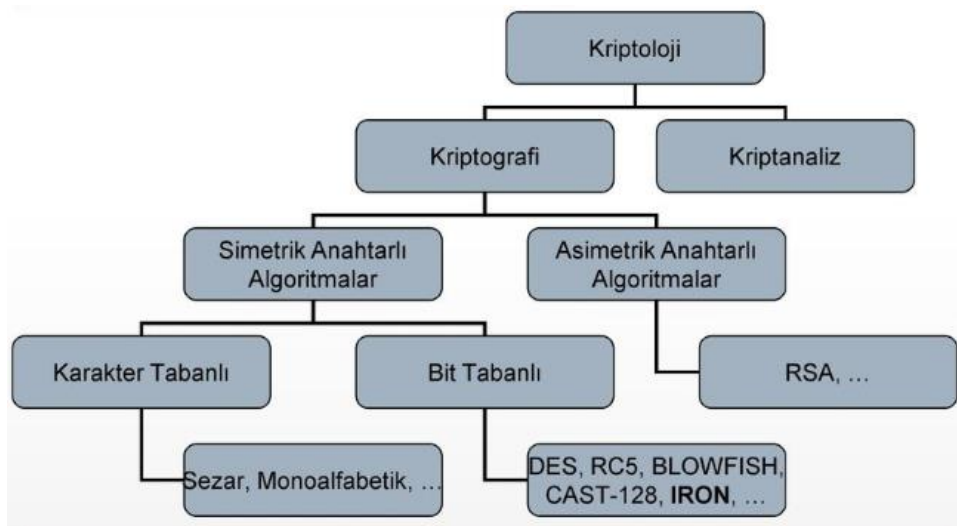 Kriptoloji
Kriptografi
Kriptanaliz
Simetrik Anahtarlı
Algoritmalar
Asimetrik Anahtarlı
Algoritmalar
Karakter Tabanlı
Bit Tabanlı
RSA, …
Sezar, Monoalfabetik, …
DES, RC5, BLOWFISH,
CAST-128, IRON, …